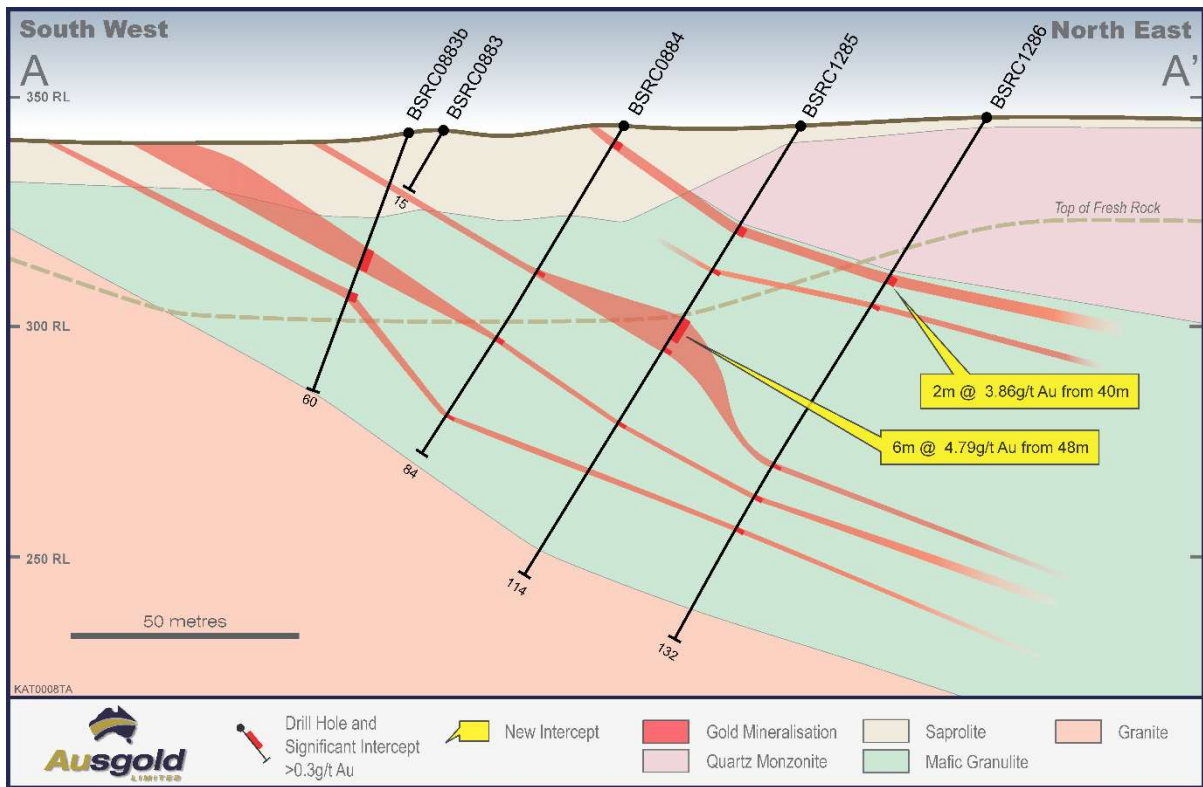 South West
North East
A
A'
BSRC0883b
BSRC0883
BSRC0884
BSRC1285
BSRC1286
350 RL
15
Top of Fresh Rock
300 RL
2m @ 3.86g/t Au from 40m
60
6m @ 4.79g/t Au from 48m
84
250 RL
114
50 metres
132
KAT0008TA
Ausgold
LIMITED
Drill Hole and
Significant Intercept
>0.3g/t Au
New Intercept
Gold Mineralisation
Quartz Monzonite
Saprolite
Mafic Granulite
Granite